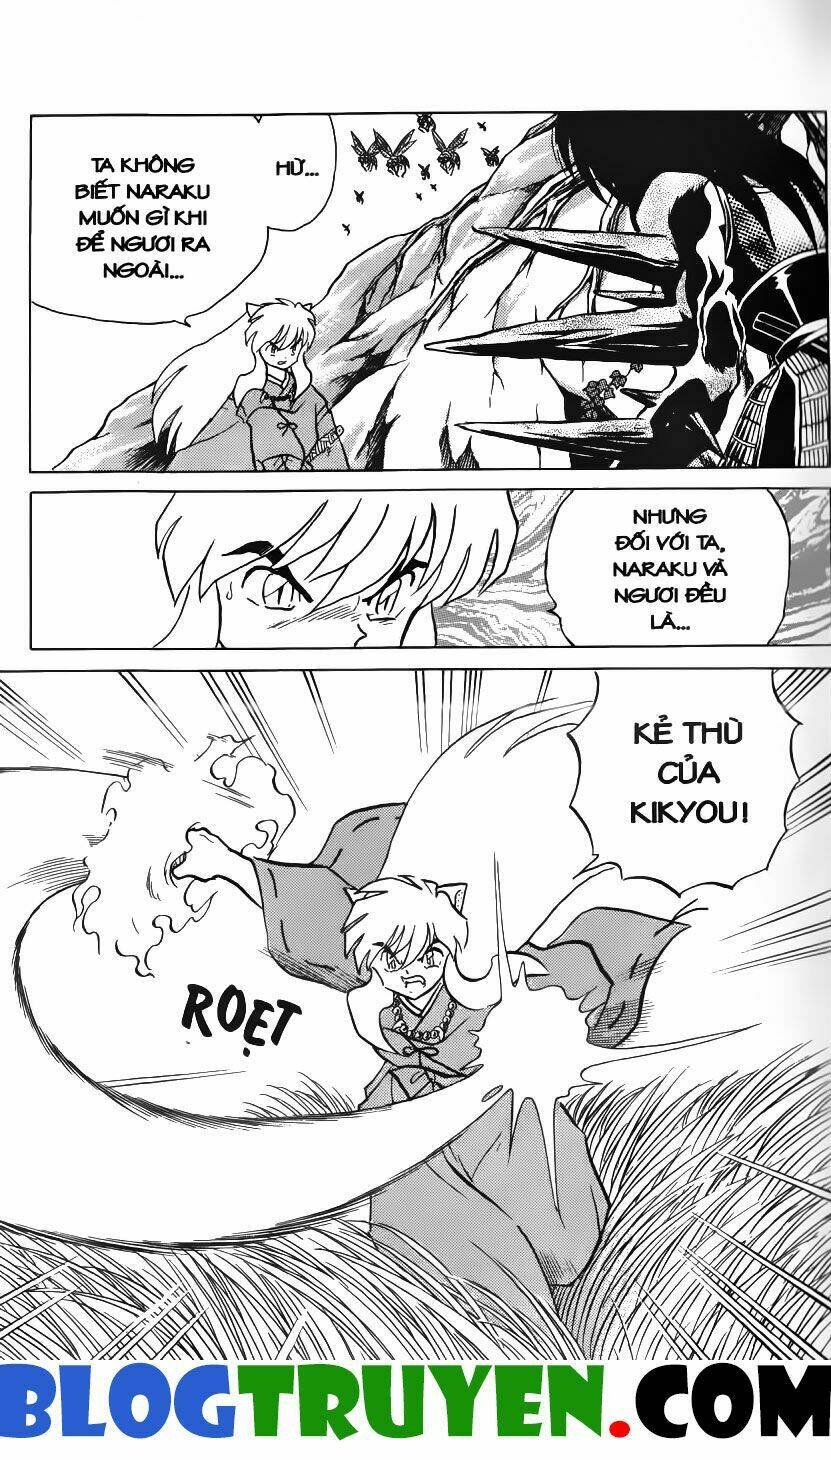 HỪ...
TA KHÔNG
BIẾT NARAKU
MUỐN GÌ KHI
ĐỂ NGƯƠI RA
NGOÀI...
NHƯNG
ĐỐI VỚI TA,
NARAKU VÀ
NGƯƠI ĐỀU
LÀ...
KẺ THÙ
CỦA
KIKYOU!
ROẸT
BLOGTRUYEN.COM